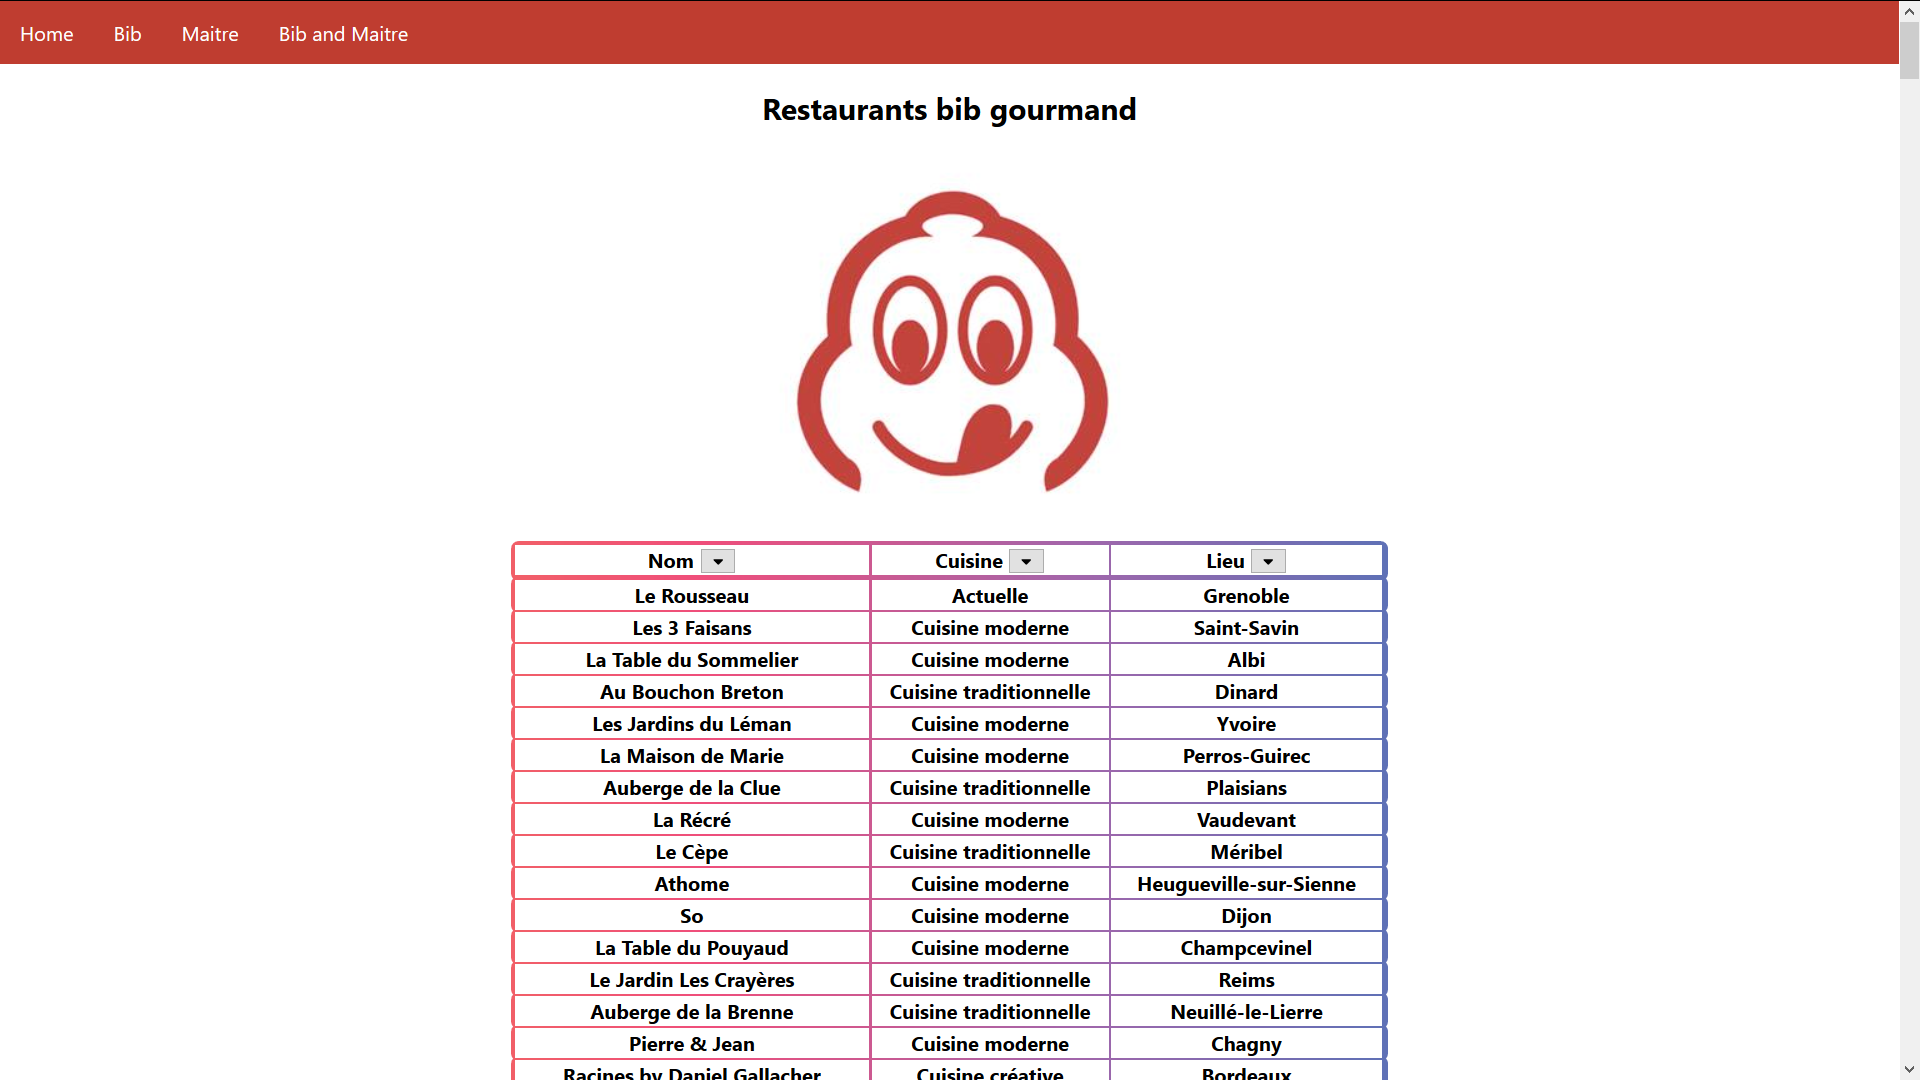 Home Bib Maitre Bib and Maitre
Restaurants bib gourmand
Nom Cuisine Lieu
Le Rousseau Actuelle Grenoble
Les 3 Faisans Cuisine moderne Saint-Savin
La Table du Sommelier Cuisine moderne Albi
Au Bouchon Breton Cuisine traditionnelle Dinard
Les Jardins du Léman Cuisine moderne Yvoire
La Maison de Marie Cuisine moderne Perros-Guirec
Auberge de la Clue Cuisine traditionnelle Plaisians
La Récré Cuisine moderne Vaudevant
Le Cèpe Cuisine traditionnelle Méribel
Athome Cuisine moderne Heugueville-sur-Sienne
So Cuisine moderne Dijon
La Table du Pouyaud Cuisine moderne Champcevinel
Le Jardin Les Crayères Cuisine traditionnelle Reims
Auberge de la Brenne Cuisine traditionnelle Neuillé-le-Lierre
Pierre & Jean Cuisine moderne Chagny
Racines by Daniel Gallacher Cuisine créative Bordeaux